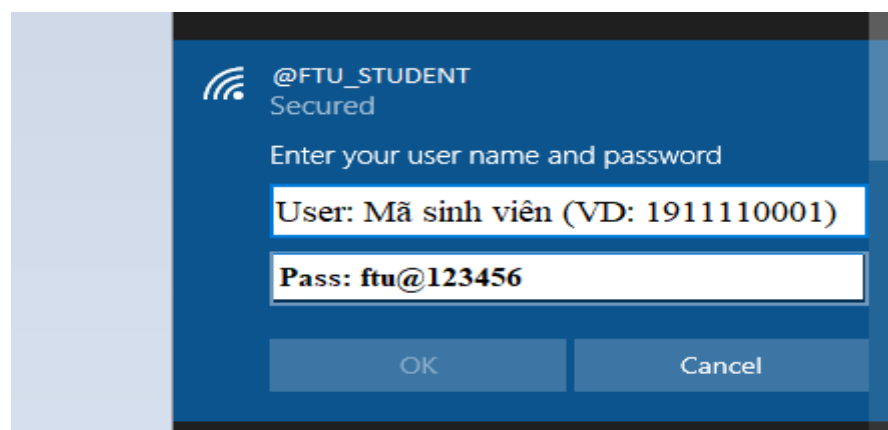 @FTU_STUDENT
Secured
Enter your user name and password
User: Mã sinh viên (VD: 1911110001)
Pass: ftu@123456
OK
Cancel